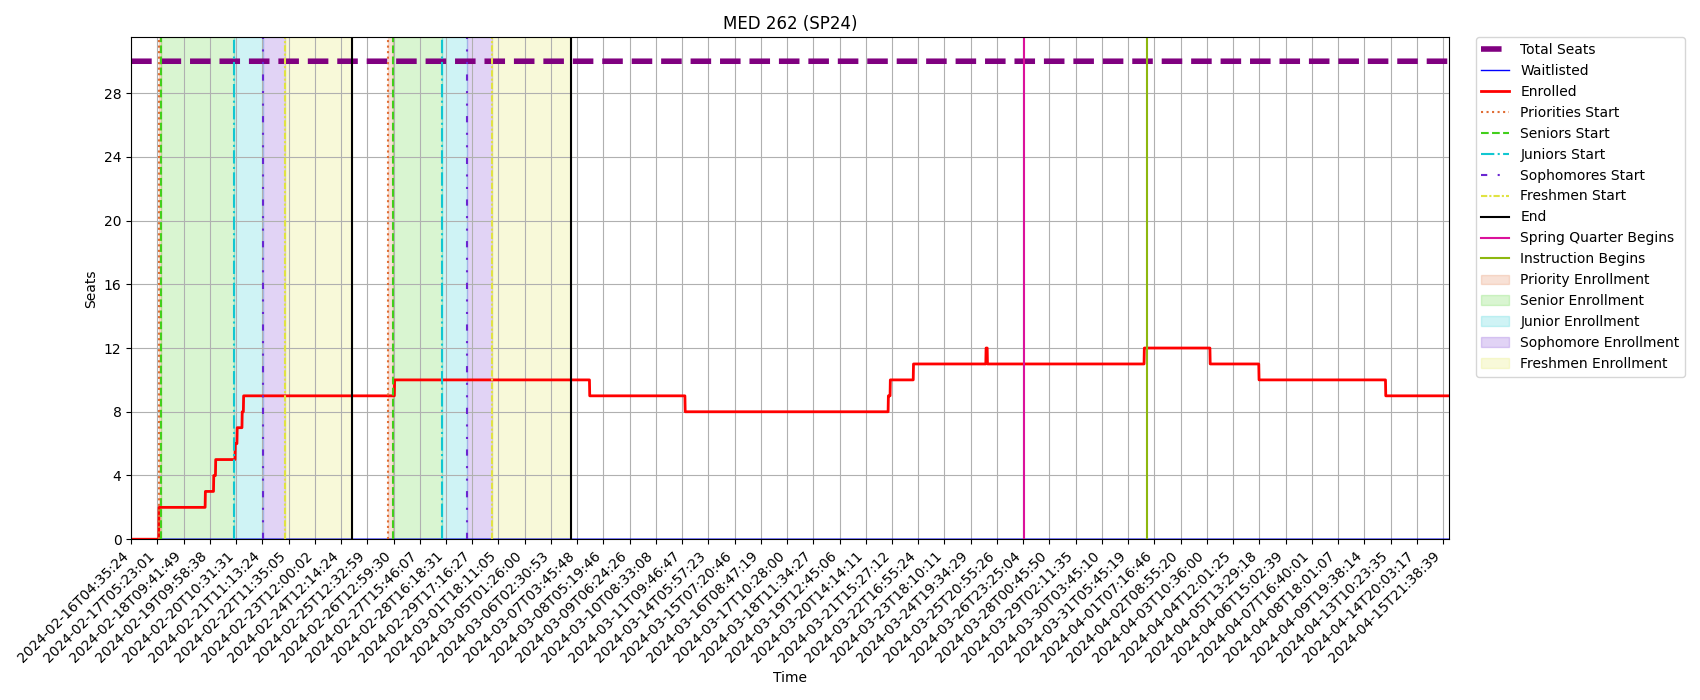 MED 262 (SP24)
Seats
28
24
20
16
12
8
4
0
2024-02-16T04:35:24
2024-02-17T05:23:01
2024-02-18T09:41:49
2024-02-19T09:58:38
2024-02-20T10:31:31
2024-02-21T11:13:24
2024-02-22T11:35:05
2024-02-23T12:00:02
2024-02-24T12:14:24
2024-02-25T12:32:59
2024-02-26T12:59:30
2024-02-27T15:46:07
2024-02-28T16:18:31
2024-02-29T17:16:27
2024-03-01T18:11:05
2024-03-05T01:26:00
2024-03-06T02:30:53
2024-03-07T03:45:48
2024-03-08T05:19:46
2024-03-09T06:24:26
2024-03-10T08:33:08
2024-03-11T09:46:47
2024-03-14T05:57:23
2024-03-15T07:20:46
2024-03-16T08:47:19
2024-03-17T10:28:00
2024-03-18T11:34:27
2024-03-19T12:45:06
2024-03-20T14:14:11
2024-03-21T15:27:12
2024-03-22T16:55:24
2024-03-23T18:10:11
2024-03-24T19:34:29
2024-03-25T20:55:26
2024-03-26T23:25:04
2024-03-28T00:45:50
2024-03-29T02:11:35
2024-03-30T03:45:10
2024-03-31T05:45:19
2024-04-01T07:16:46
2024-04-02T08:55:20
2024-04-03T10:36:00
2024-04-04T12:01:25
2024-04-05T13:29:18
2024-04-06T15:02:39
2024-04-07T16:40:01
2024-04-08T18:01:07
2024-04-09T19:38:14
2024-04-13T10:23:35
2024-04-14T20:03:17
2024-04-15T21:38:39
Time
Total Seats
Waitlisted
Enrolled
Priorities Start
Seniors Start
Juniors Start
Sophomores Start
Freshmen Start
End
Spring Quarter Begins
Instruction Begins
Priority Enrollment
Senior Enrollment
Junior Enrollment
Sophomore Enrollment
Freshmen Enrollment